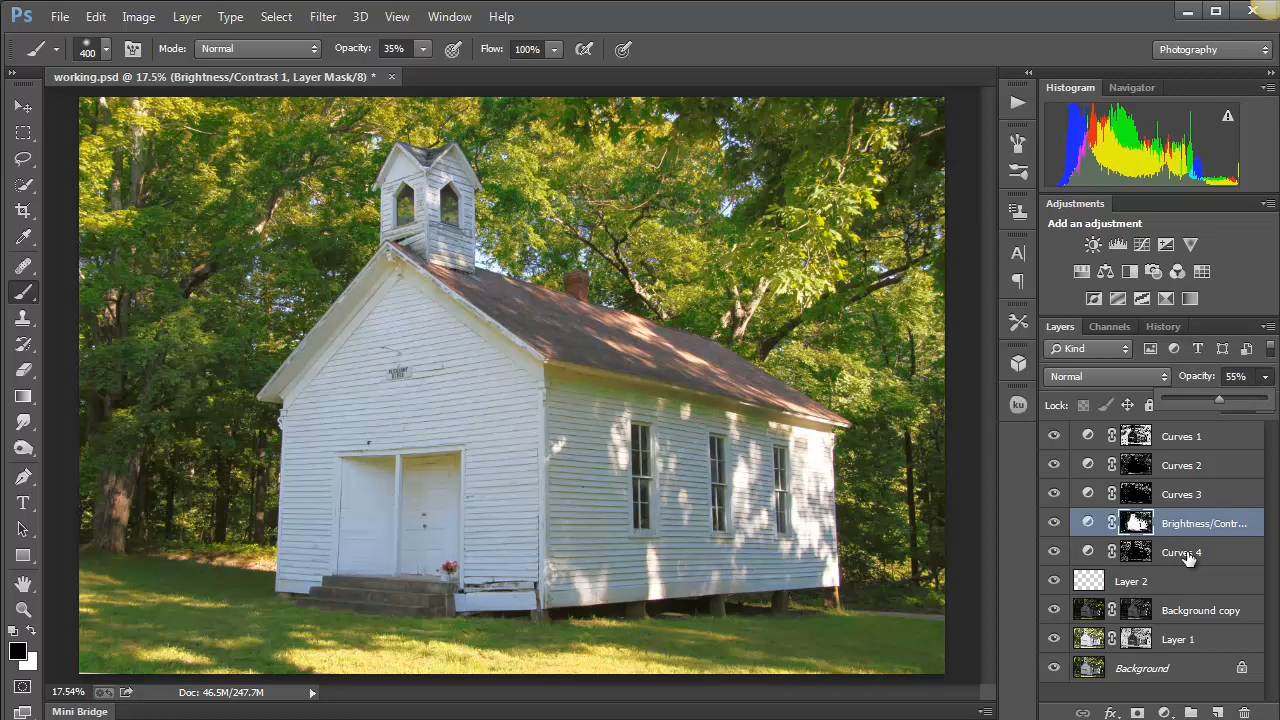 Ps File Edit Image Layer Type Select Filter 3D View Window Help
400 Mode: Normal Opacity: 35% Flow: 100% Photography
working.psd @ 17.5% (Brightness/Contrast 1, Layer Mask/8) * ×
Histogram Navigator
Adjustments
Add an adjustment
Layers Channels History
Kind
Normal Opacity: 55%
Lock:
Curves 1
Curves 2
Curves 3
Brightness/Contr...
Curves 4
Layer 2
Background copy
Layer 1
Background
ku
17.54% Doc: 46.5M/247.7M
Mini Bridge